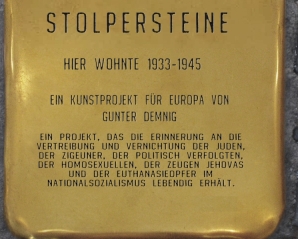 STOLPERSTEINE
HIER WOHNTE 1933-1945
EIN KUNSTPROJEKT FÜR EUROPA VON
GUNTER DEMNIG
EIN PROJEKT, DAS DIE ERINNERUNG AN DIE
VERTREIBUNG UND VERNICHTUNG DER JUDEN,
DER ZIGEUNER, DER POLITISCH VERFOLGTEN,
DER HOMOSEXUELLEN, DER ZEUGEN JEHOVAS
UND DER EUTHANASIEOPFER IM
NATIONALSOZIALISMUS LEBENDIG ERHÄLT.